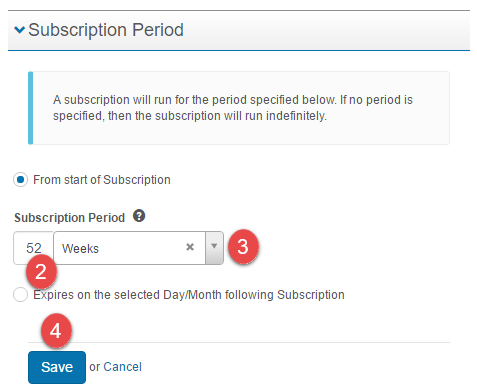 Subscription Period
A subscription will run for the period specified below. If no period is
specified, then the subscription will run indefinitely.
From start of Subscription
Subscription Period ?
52 Weeks × 3
2
Expires on the selected Day/Month following Subscription
4
Save or Cancel